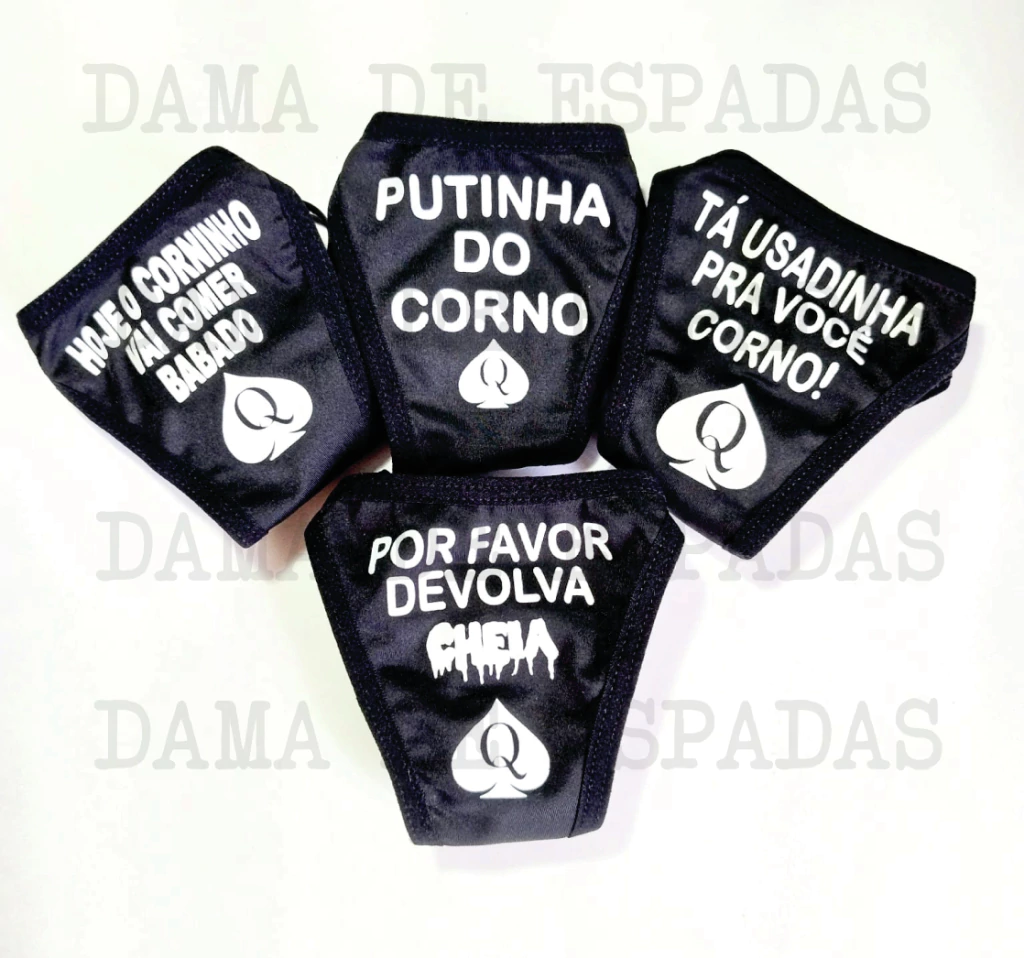 DAMA DE ESPADAS
HOJE O CORNINHO
VAI COMER
BABADO
Q
PUTINHA
DO
CORNO
Q
TÁ USADINHA
PRA VOCÊ
CORNO!
Q
DAMA DE ESPADAS
POR FAVOR
DEVOLVA
CHEIA
Q
DAMA DE ESPADAS